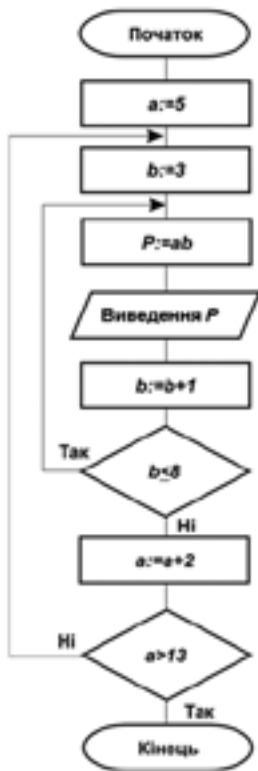 Початок
a:=5
b:=3
P:=ab
Виведення P
b:=b+1
Так
b≤8
Ні
a:=a+2
Ні
a>13
Так
Кінець